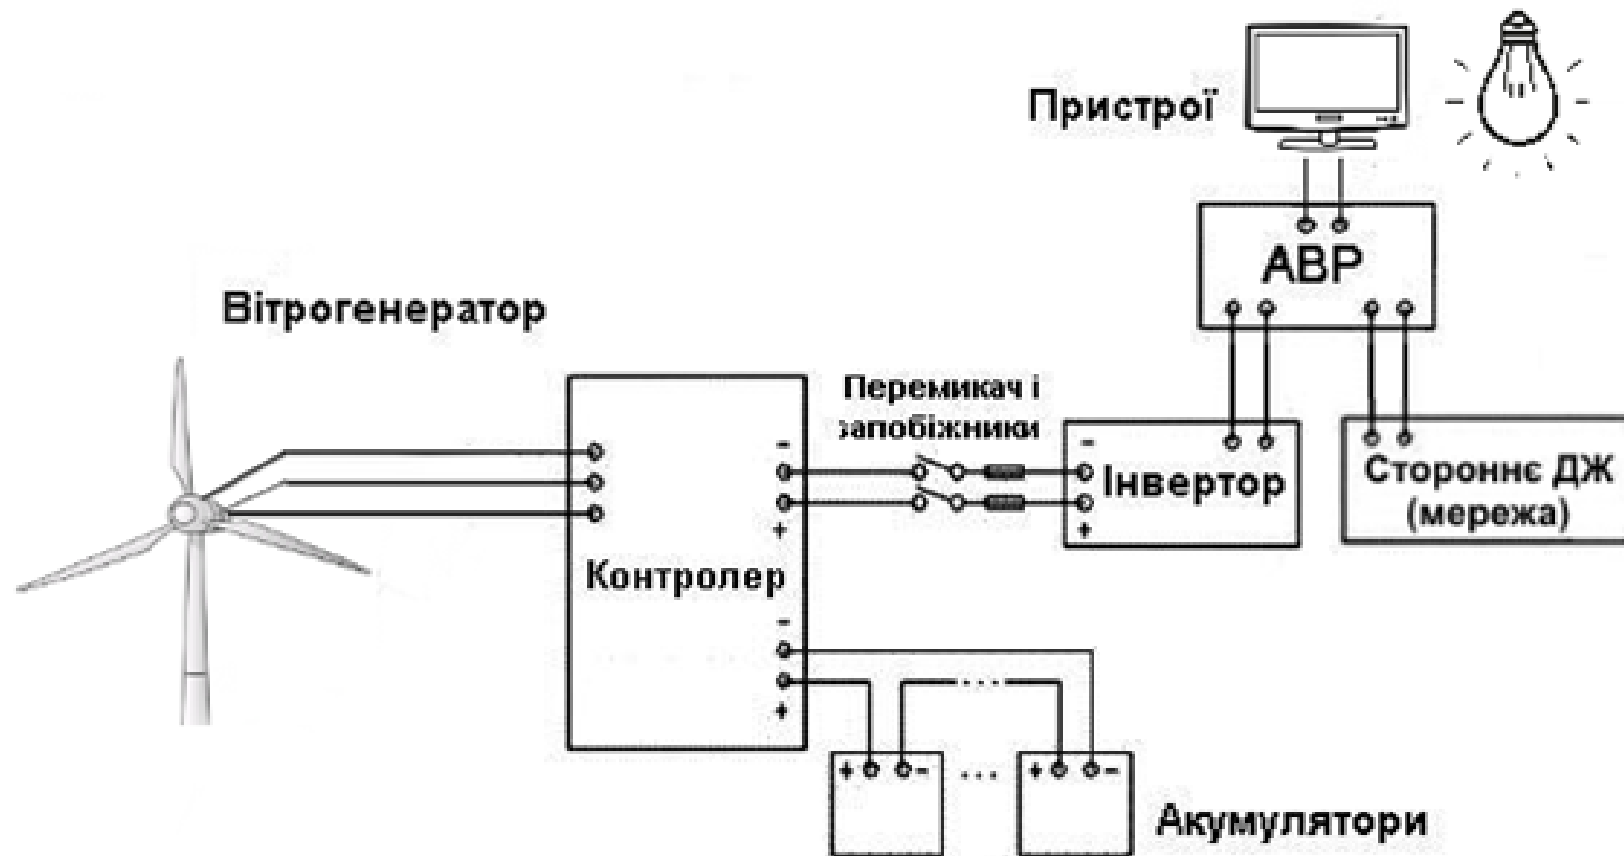 Пристрої
АВР
Вітрогенератор
Перемикач і
запобіжники
-
-
Інвертор
+
+
Стороннє ДЖ
(мережа)
Контролер
-
+
+ - ... + -
Акумулятори